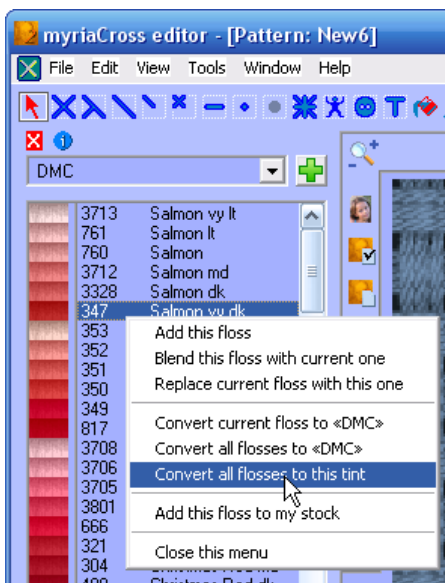 myriaCross editor - [Pattern: New6]
File Edit View Tools Window Help
DMC
3713 Salmon vy lt
761 Salmon lt
760 Salmon
3712 Salmon md
3328 Salmon dk
347 Salmon vy dk
353
352
351
350
349
817
3708
3706
3705
3801
666
321
304
Add this floss
Blend this floss with current one
Replace current floss with this one
Convert current floss to «DMC»
Convert all flosses to «DMC»
Convert all flosses to this tint
Add this floss to my stock
Close this menu